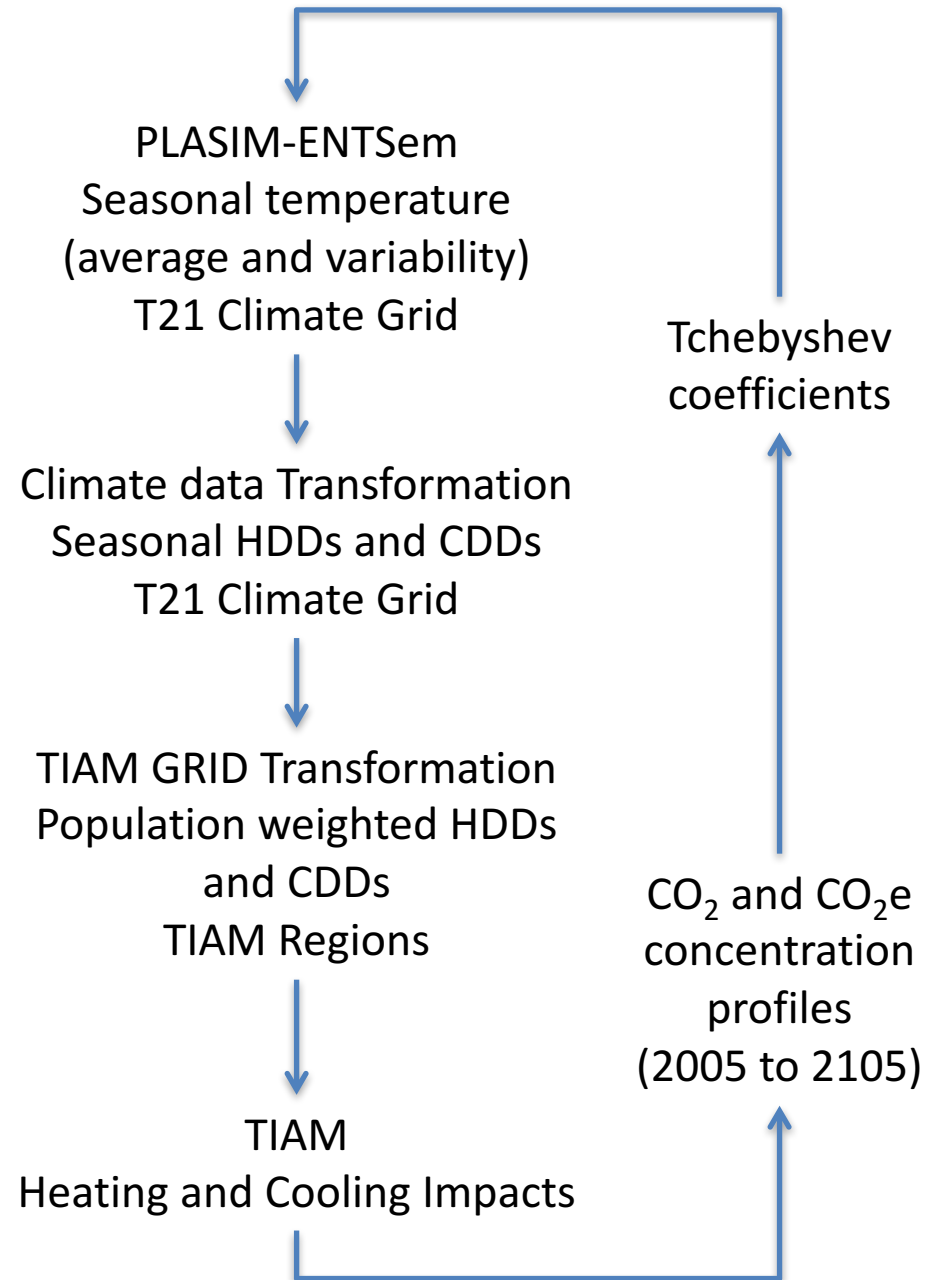 PLASIM-ENTSem
Seasonal temperature
(average and variability)
T21 Climate Grid
Climate data Transformation
Seasonal HDDs and CDDs
T21 Climate Grid
TIAM GRID Transformation
Population weighted HDDs
and CDDs
TIAM Regions
TIAM
Heating and Cooling Impacts
CO₂ and CO₂e
concentration
profiles
(2005 to 2105)
Tchebyshev
coefficients